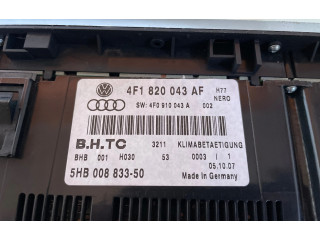 4F1 820 043 AF H77
SW: 4F0 910 043 A 002 NERO
B.H.TC 3211 KLIMABETAETIGUNG
BHB 001 H030 53 0003 / 1
05.10.07
5HB 008 833-50 Made in Germany